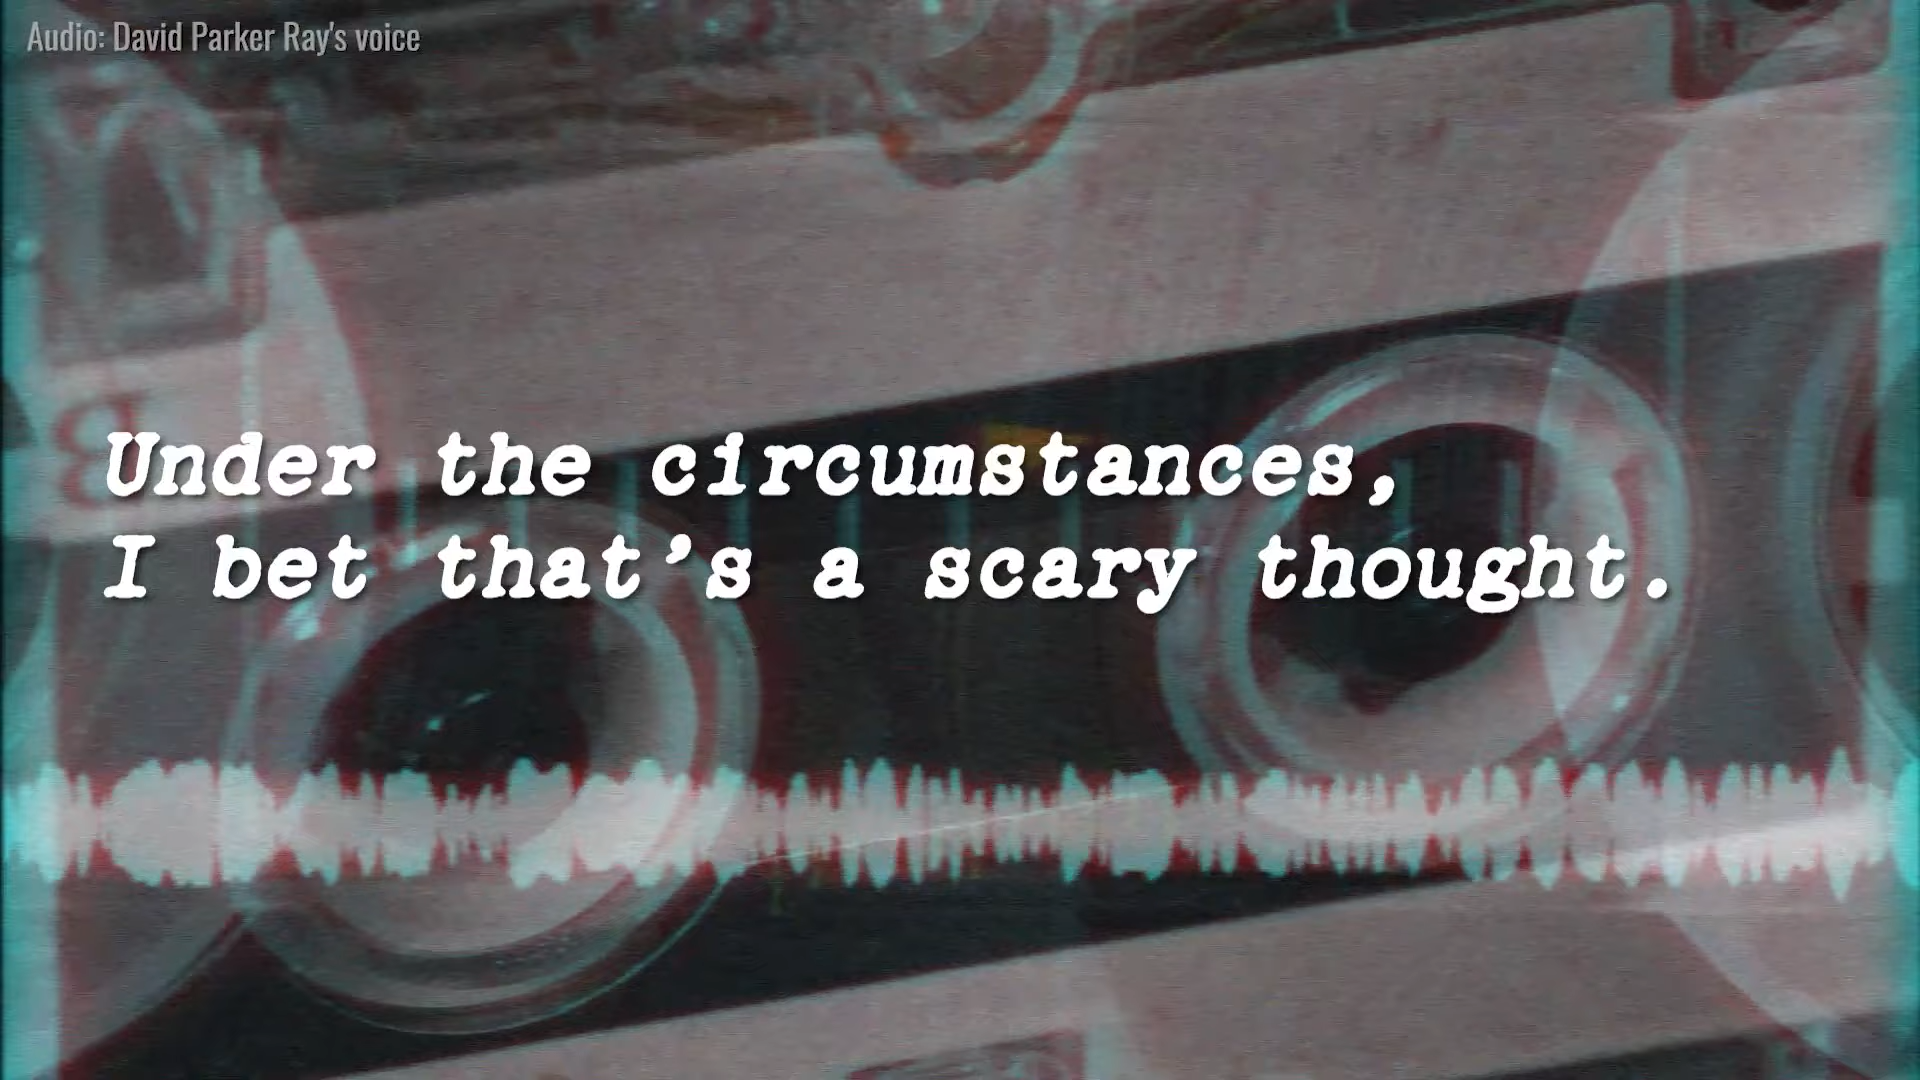 Audio: David Parker Ray's voice
Under the circumstances,
I bet that's a scary thought.